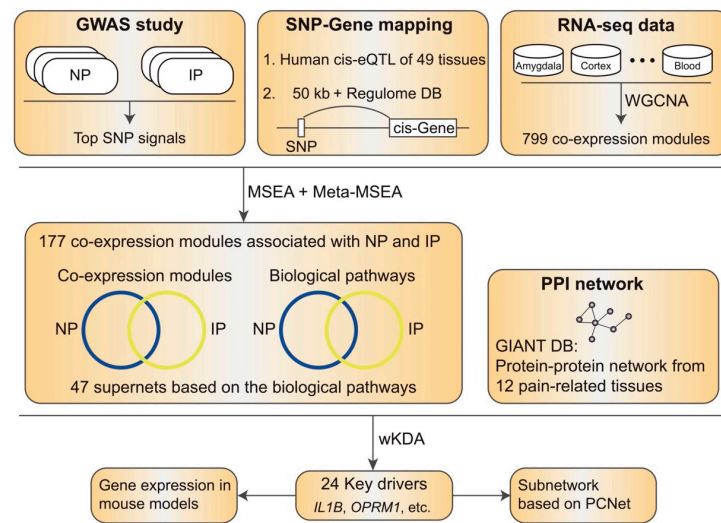 GWAS study
NP
IP
Top SNP signals
SNP-Gene mapping
1. Human cis-eQTL of 49 tissues
2. 50 kb + Regulome DB
SNP
cis-Gene
RNA-seq data
Amygdala
Cortex
Blood
WGCNA
799 co-expression modules
MSEA + Meta-MSEA
177 co-expression modules associated with NP and IP
Co-expression modules
Biological pathways
NP
IP
NP
IP
47 supernets based on the biological pathways
PPI network
GIANT DB:
Protein-protein network from
12 pain-related tissues
wKDA
Gene expression in
mouse models
24 Key drivers
IL1B, OPRM1, etc.
Subnetwork
based on PCNet